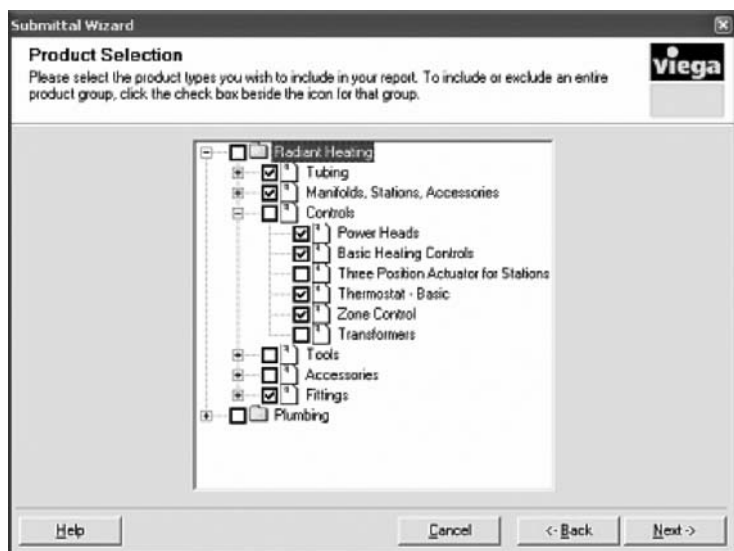 Submittal Wizard
Product Selection
Please select the product types you wish to include in your report. To include or exclude an entire
product group, click the check box beside the icon for that group.
viega
Radiant Heating
Tubing
Manifolds, Stations, Accessories
Controls
Power Heads
Basic Heating Controls
Three Position Actuator for Stations
Thermostat - Basic
Zone Control
Transformers
Tools
Accessories
Fittings
Plumbing
Help
Cancel
<- Back
Next ->